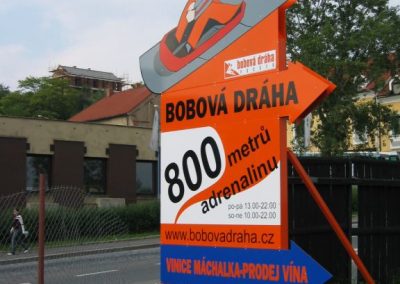 bobová dráha
BOBOVÁ DRÁHA
800
metrů
adrenalinu
po-pá 13.00-22.00
so-ne 10.00-22.00
www.bobovadraha.cz
VINICE MÁCHALKA-PRODEJ VÍNA